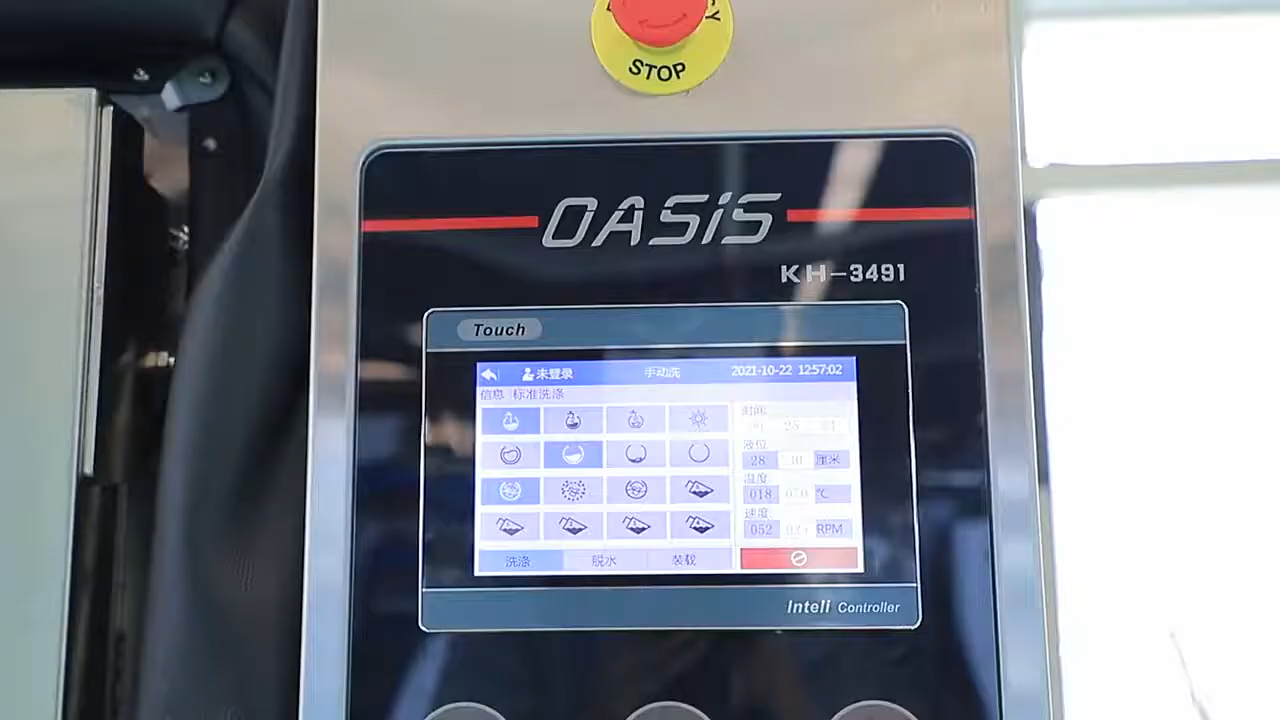 STOP
OASIS
KH-3491
Touch
未登录 手动洗 2021-10-22 12:57:02
信息 标准洗涤
时间:
25
液位
28 厘米
温度
018 ℃
速度
052 RPM
洗涤 脱水 装载
Inteli Controller